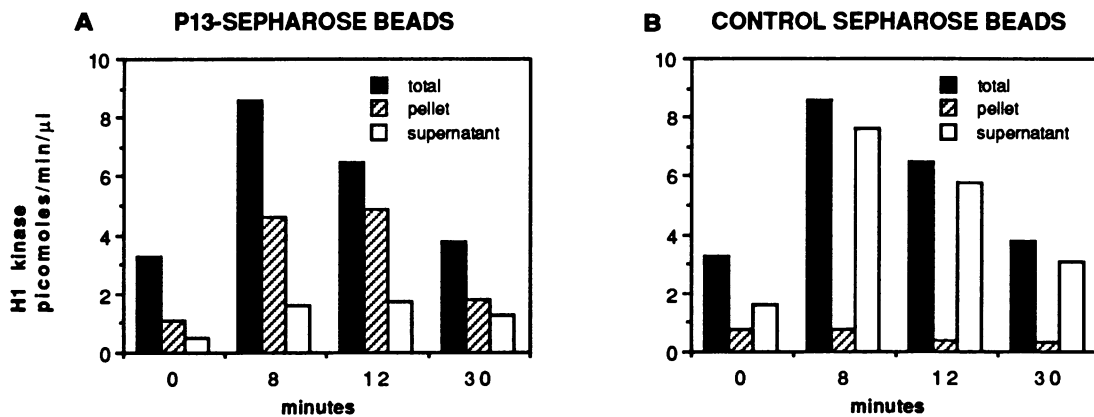 A P13-SEPHAROSE BEADS
H1 kinase
picomoles/min/µl
10
8
6
4
2
0
total
pellet
supernatant
0 8 12 30
minutes
B CONTROL SEPHAROSE BEADS
10
8
6
4
2
0
total
pellet
supernatant
0 8 12 30
minutes